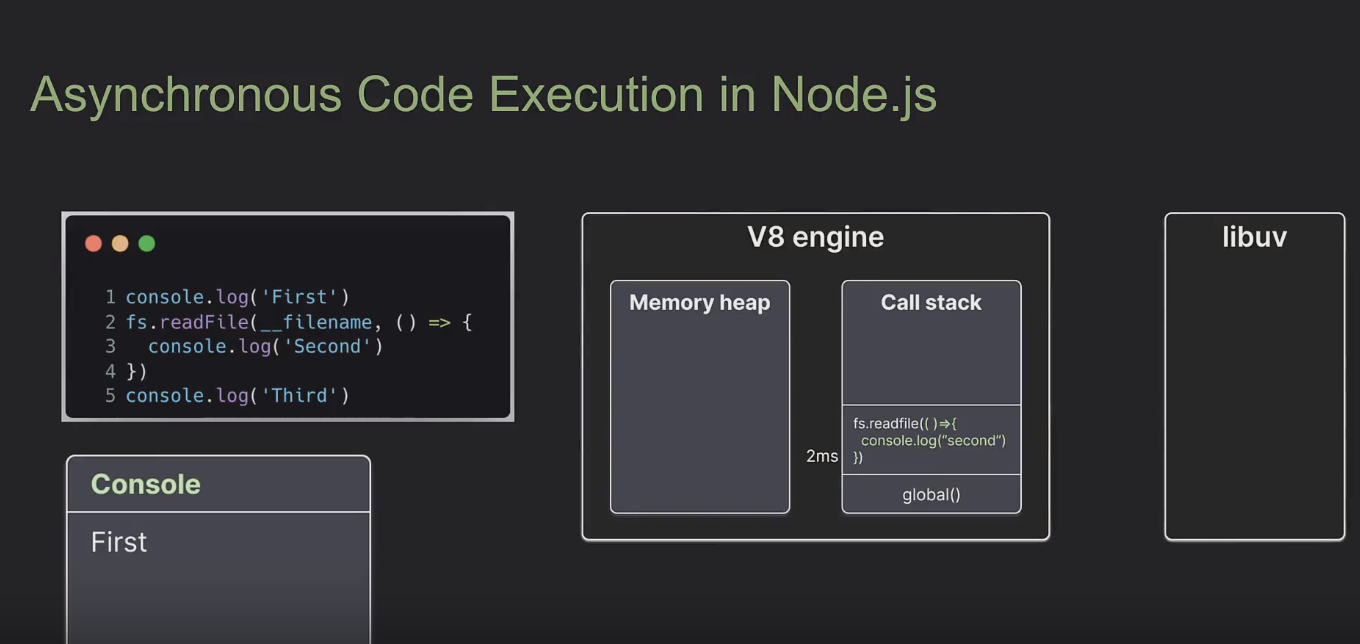 Asynchronous Code Execution in Node.js
1 console.log('First')
2 fs.readFile(__filename, () => {
3 console.log('Second')
4 })
5 console.log('Third')
Console
First
V8 engine
Memory heap
Call stack
fs.readfile(( )=>{
console.log("second")
})
2ms
global()
libuv